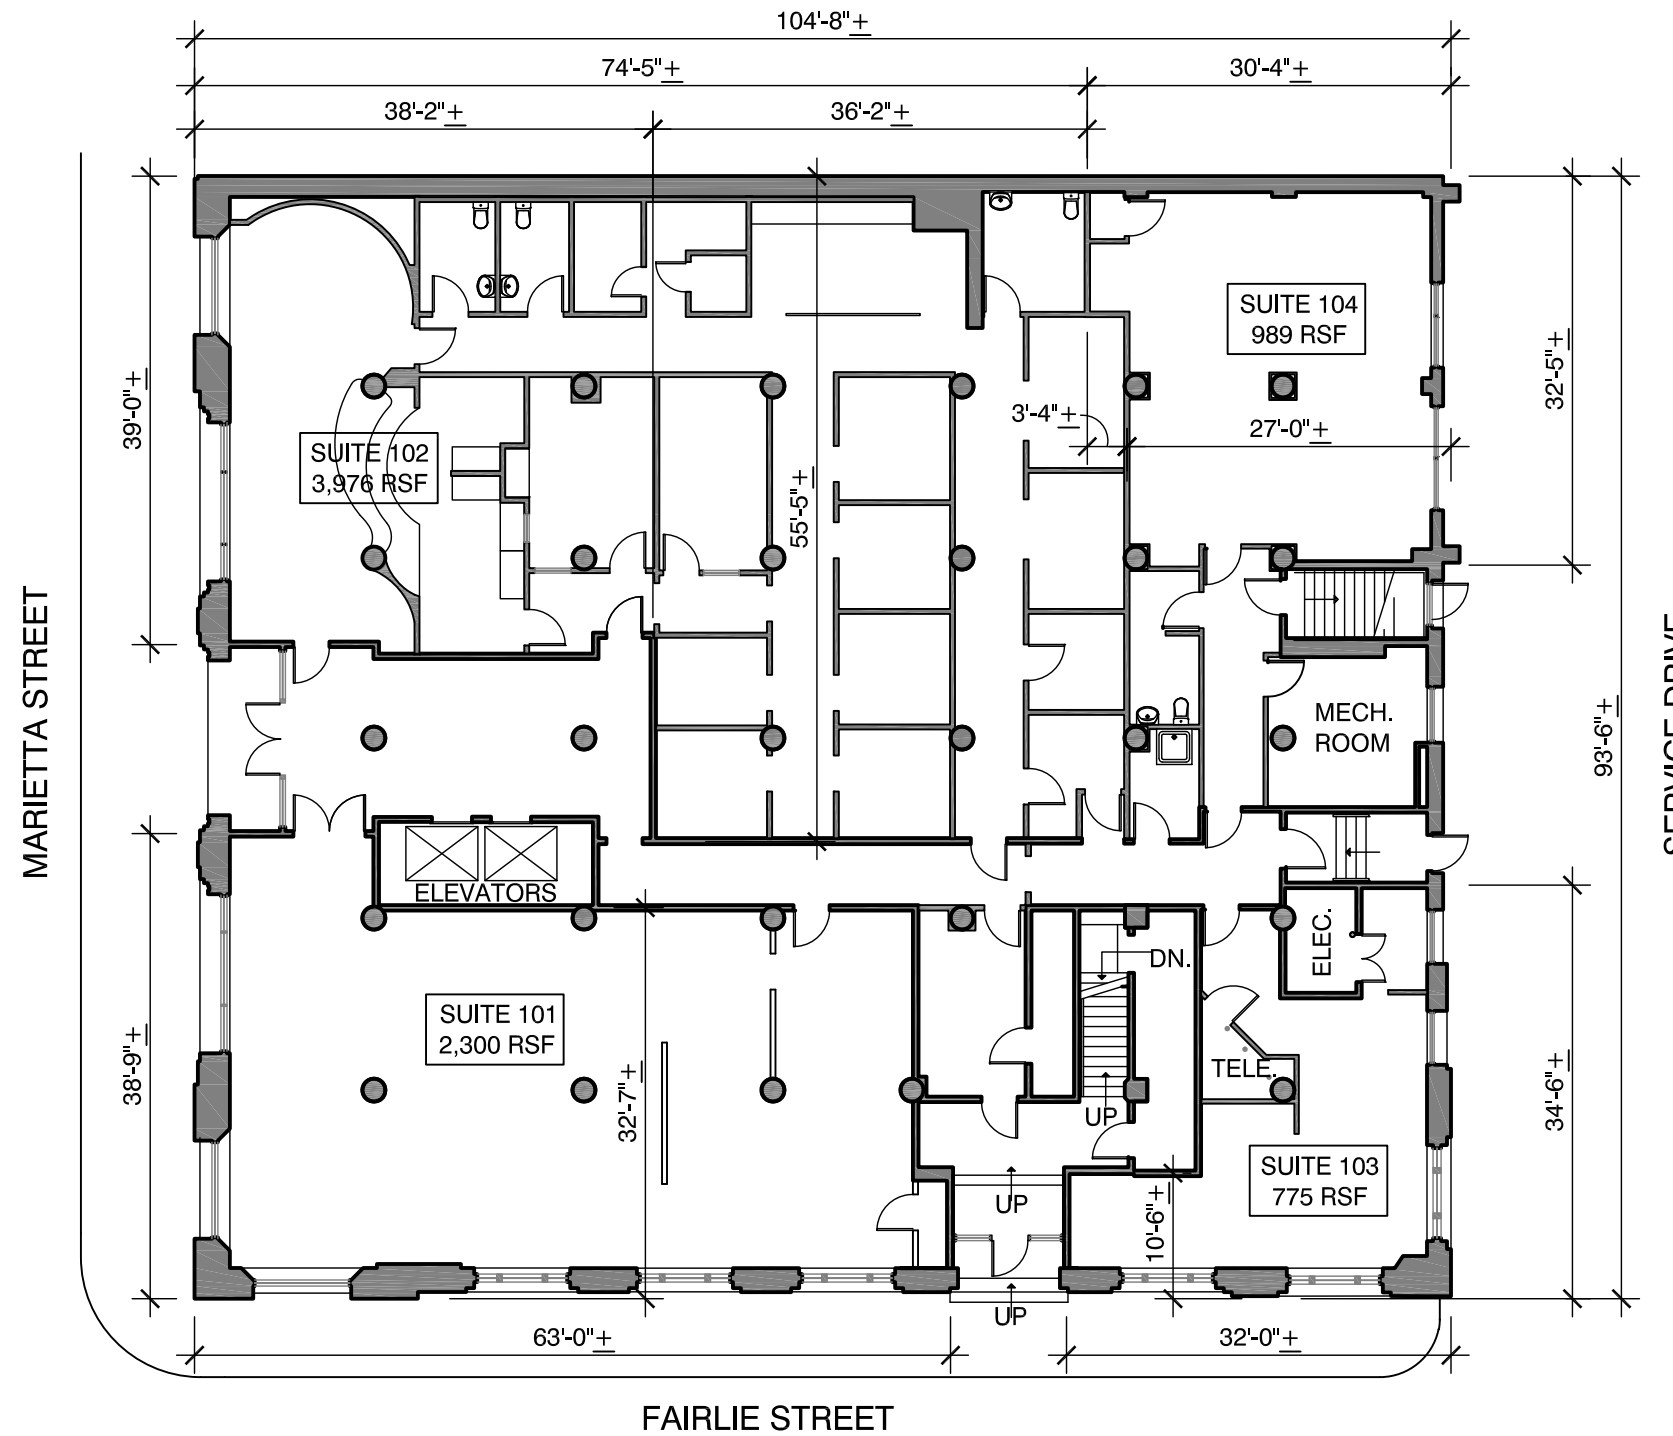 104'-8"±
74'-5"±
30'-4"±
38'-2"±
36'-2"±
SUITE 104
989 RSF
39'-0"±
32'-5"±
3'-4"±
27'-0"±
SUITE 102
3,976 RSF
55'-5"±
MARIETTA STREET
SERVICE DRIVE
MECH.
ROOM
93'-6"±
ELEVATORS
ELEC.
DN.
SUITE 101
2,300 RSF
38'-9"±
32'-7"±
TELE.
34'-6"±
UP
SUITE 103
775 RSF
UP
10'-6"±
UP
63'-0"±
32'-0"±
FAIRLIE STREET